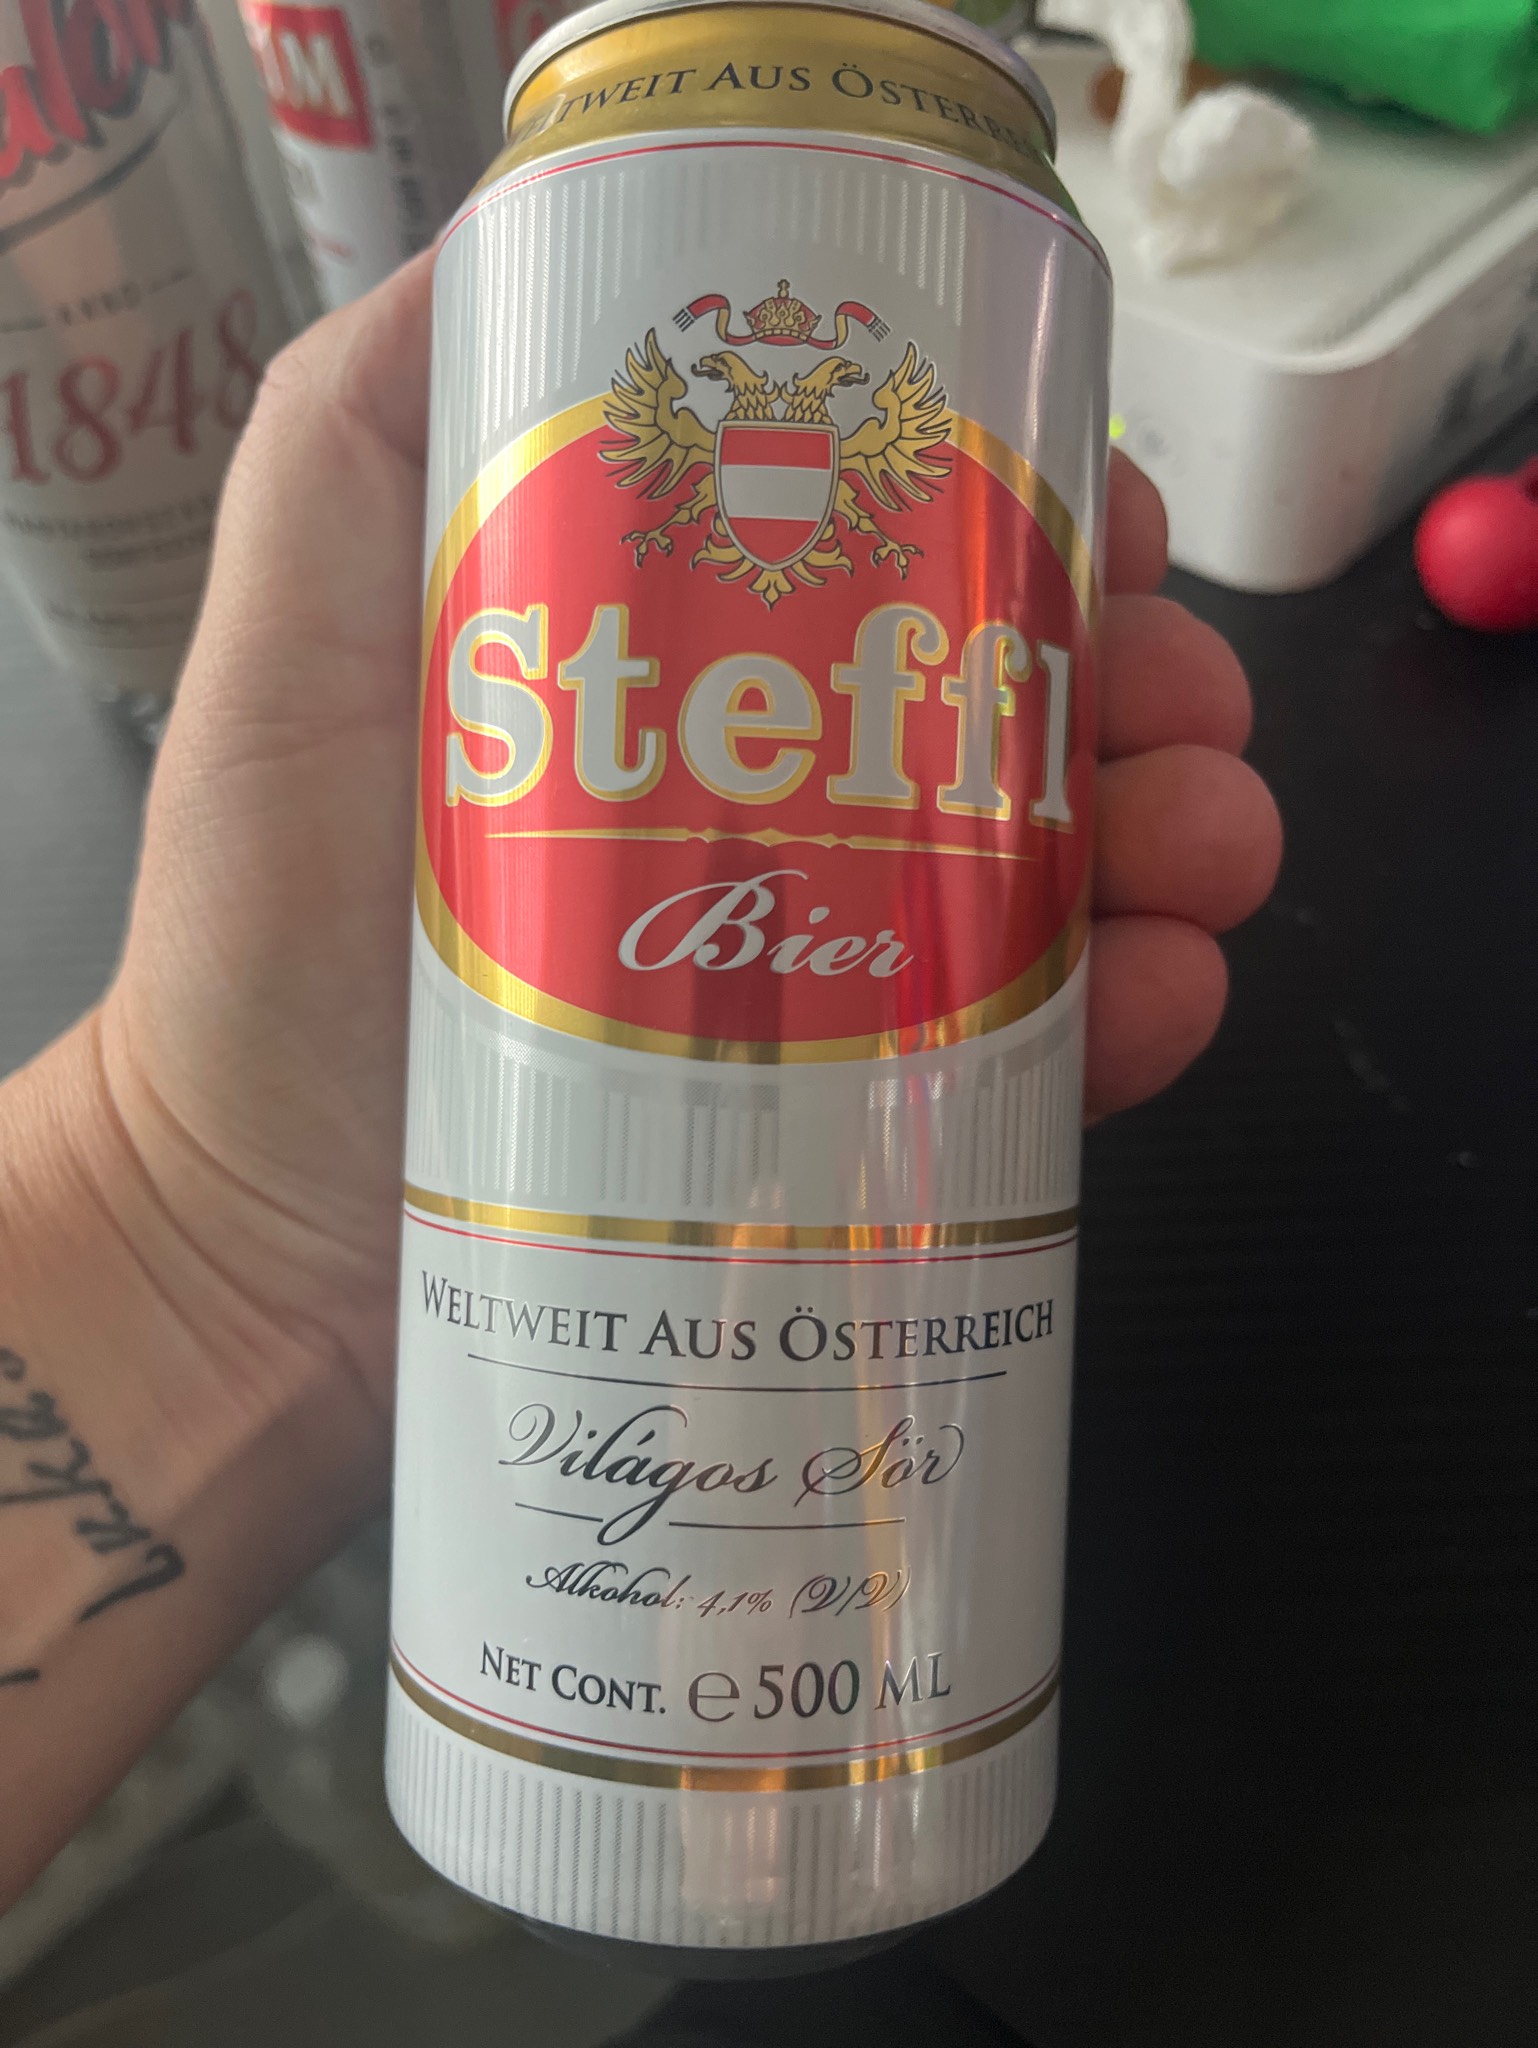 WELTWEIT AUS ÖSTERREICH
Steffl
Bier
WELTWEIT AUS ÖSTERREICH
Világos Sör
Alkohol: 4,1% (V/V)
NET CONT. ℮ 500 ML
1848